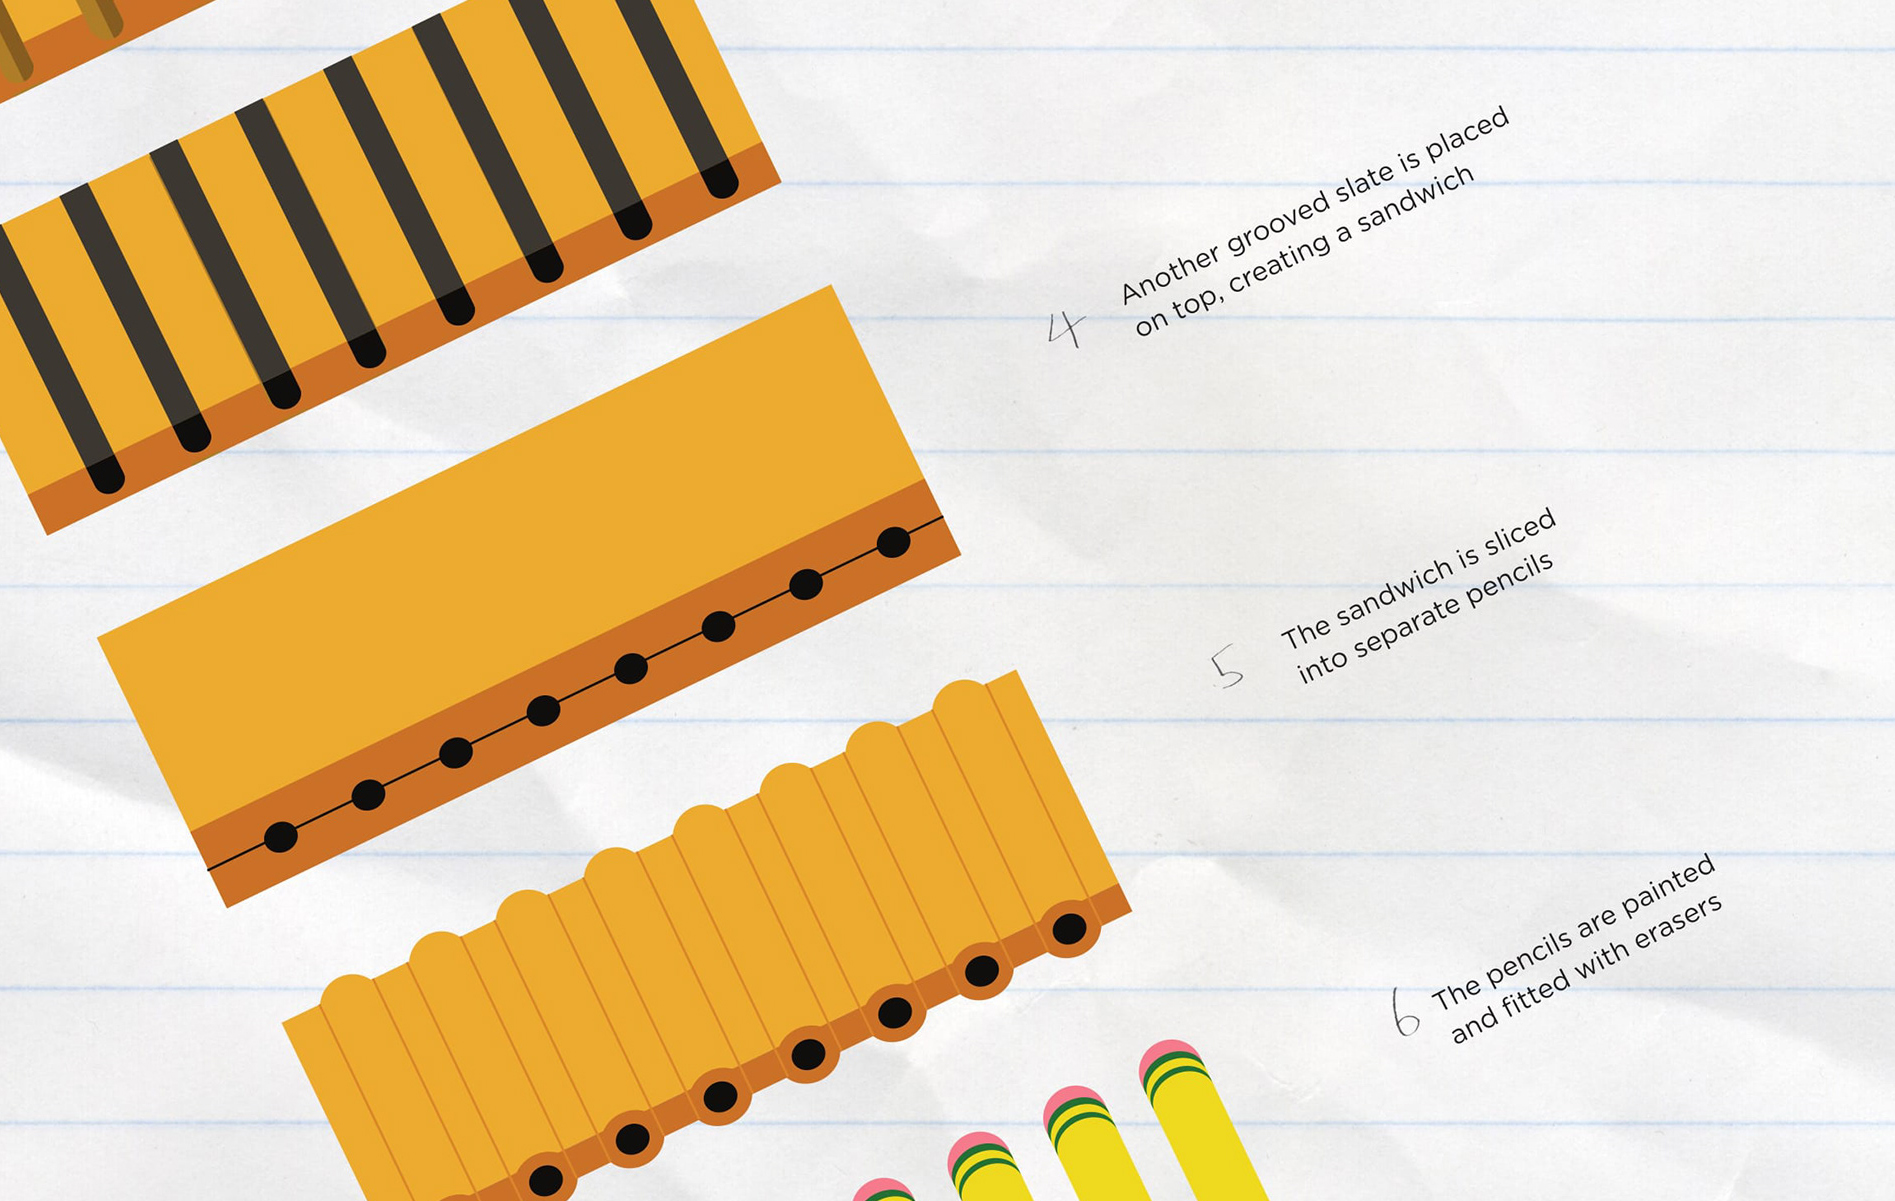 4 Another grooved slate is placed
on top, creating a sandwich
5 The sandwich is sliced
into separate pencils
6 The pencils are painted
and fitted with erasers